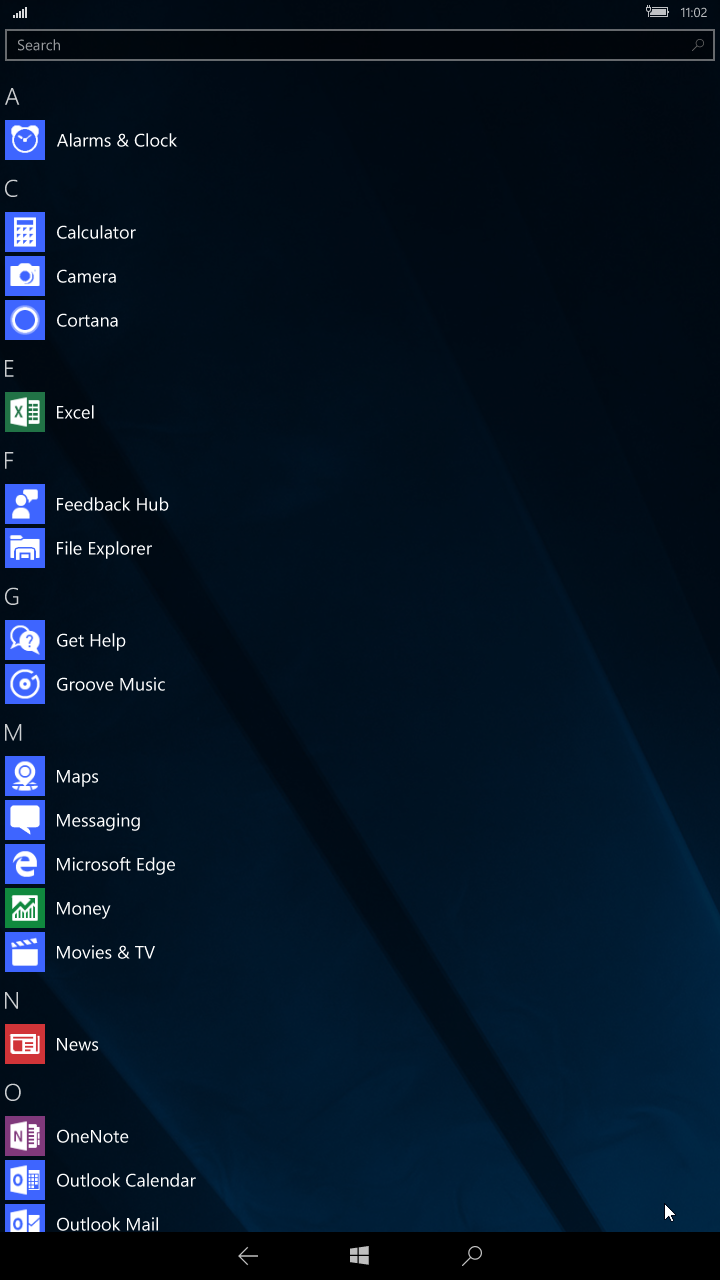 11:02
Search
A
Alarms & Clock
C
Calculator
Camera
Cortana
E
Excel
F
Feedback Hub
File Explorer
G
Get Help
Groove Music
M
Maps
Messaging
Microsoft Edge
Money
Movies & TV
N
News
O
OneNote
Outlook Calendar
Outlook Mail